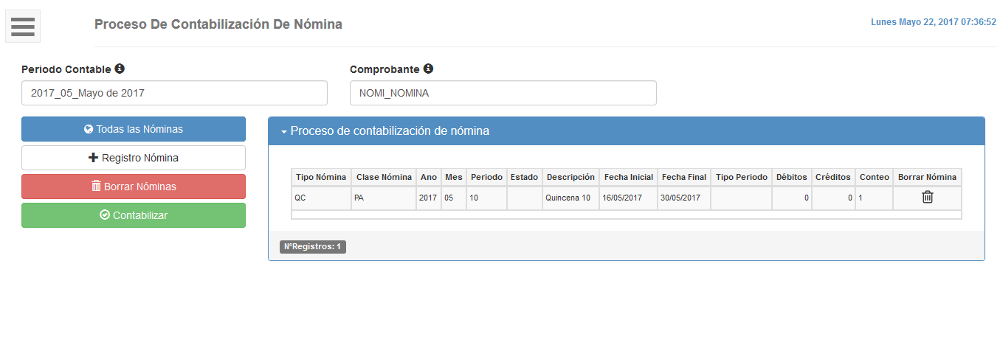 Proceso De Contabilización De Nómina
Lunes Mayo 22, 2017 07:36:52
Periodo Contable
Comprobante
2017_05_Mayo de 2017
NOMI_NOMINA
Todas las Nóminas
Registro Nómina
Borrar Nóminas
Contabilizar
Proceso de contabilización de nómina
Tipo Nómina Clase Nómina Ano Mes Periodo Estado Descripción Fecha Inicial Fecha Final Tipo Periodo Débitos Créditos Conteo Borrar Nómina
QC PA 2017 05 10 Quincena 10 16/05/2017 30/05/2017 0 0 1
NºRegistros: 1